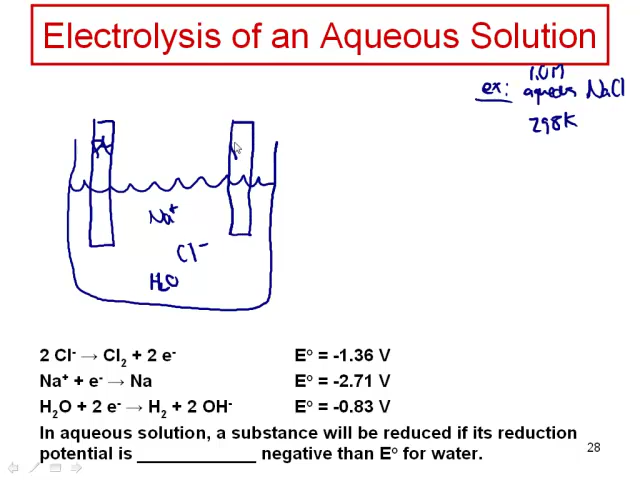 Electrolysis of an Aqueous Solution
ex: 1.0M aqueous NaCl
298K
Pt
Na⁺
Cl⁻
H₂O
2 Cl⁻ → Cl₂ + 2 e⁻ E° = -1.36 V
Na⁺ + e⁻ → Na E° = -2.71 V
H₂O + 2 e⁻ → H₂ + 2 OH⁻ E° = -0.83 V
In aqueous solution, a substance will be reduced if its reduction
potential is ____________ negative than E° for water.
28